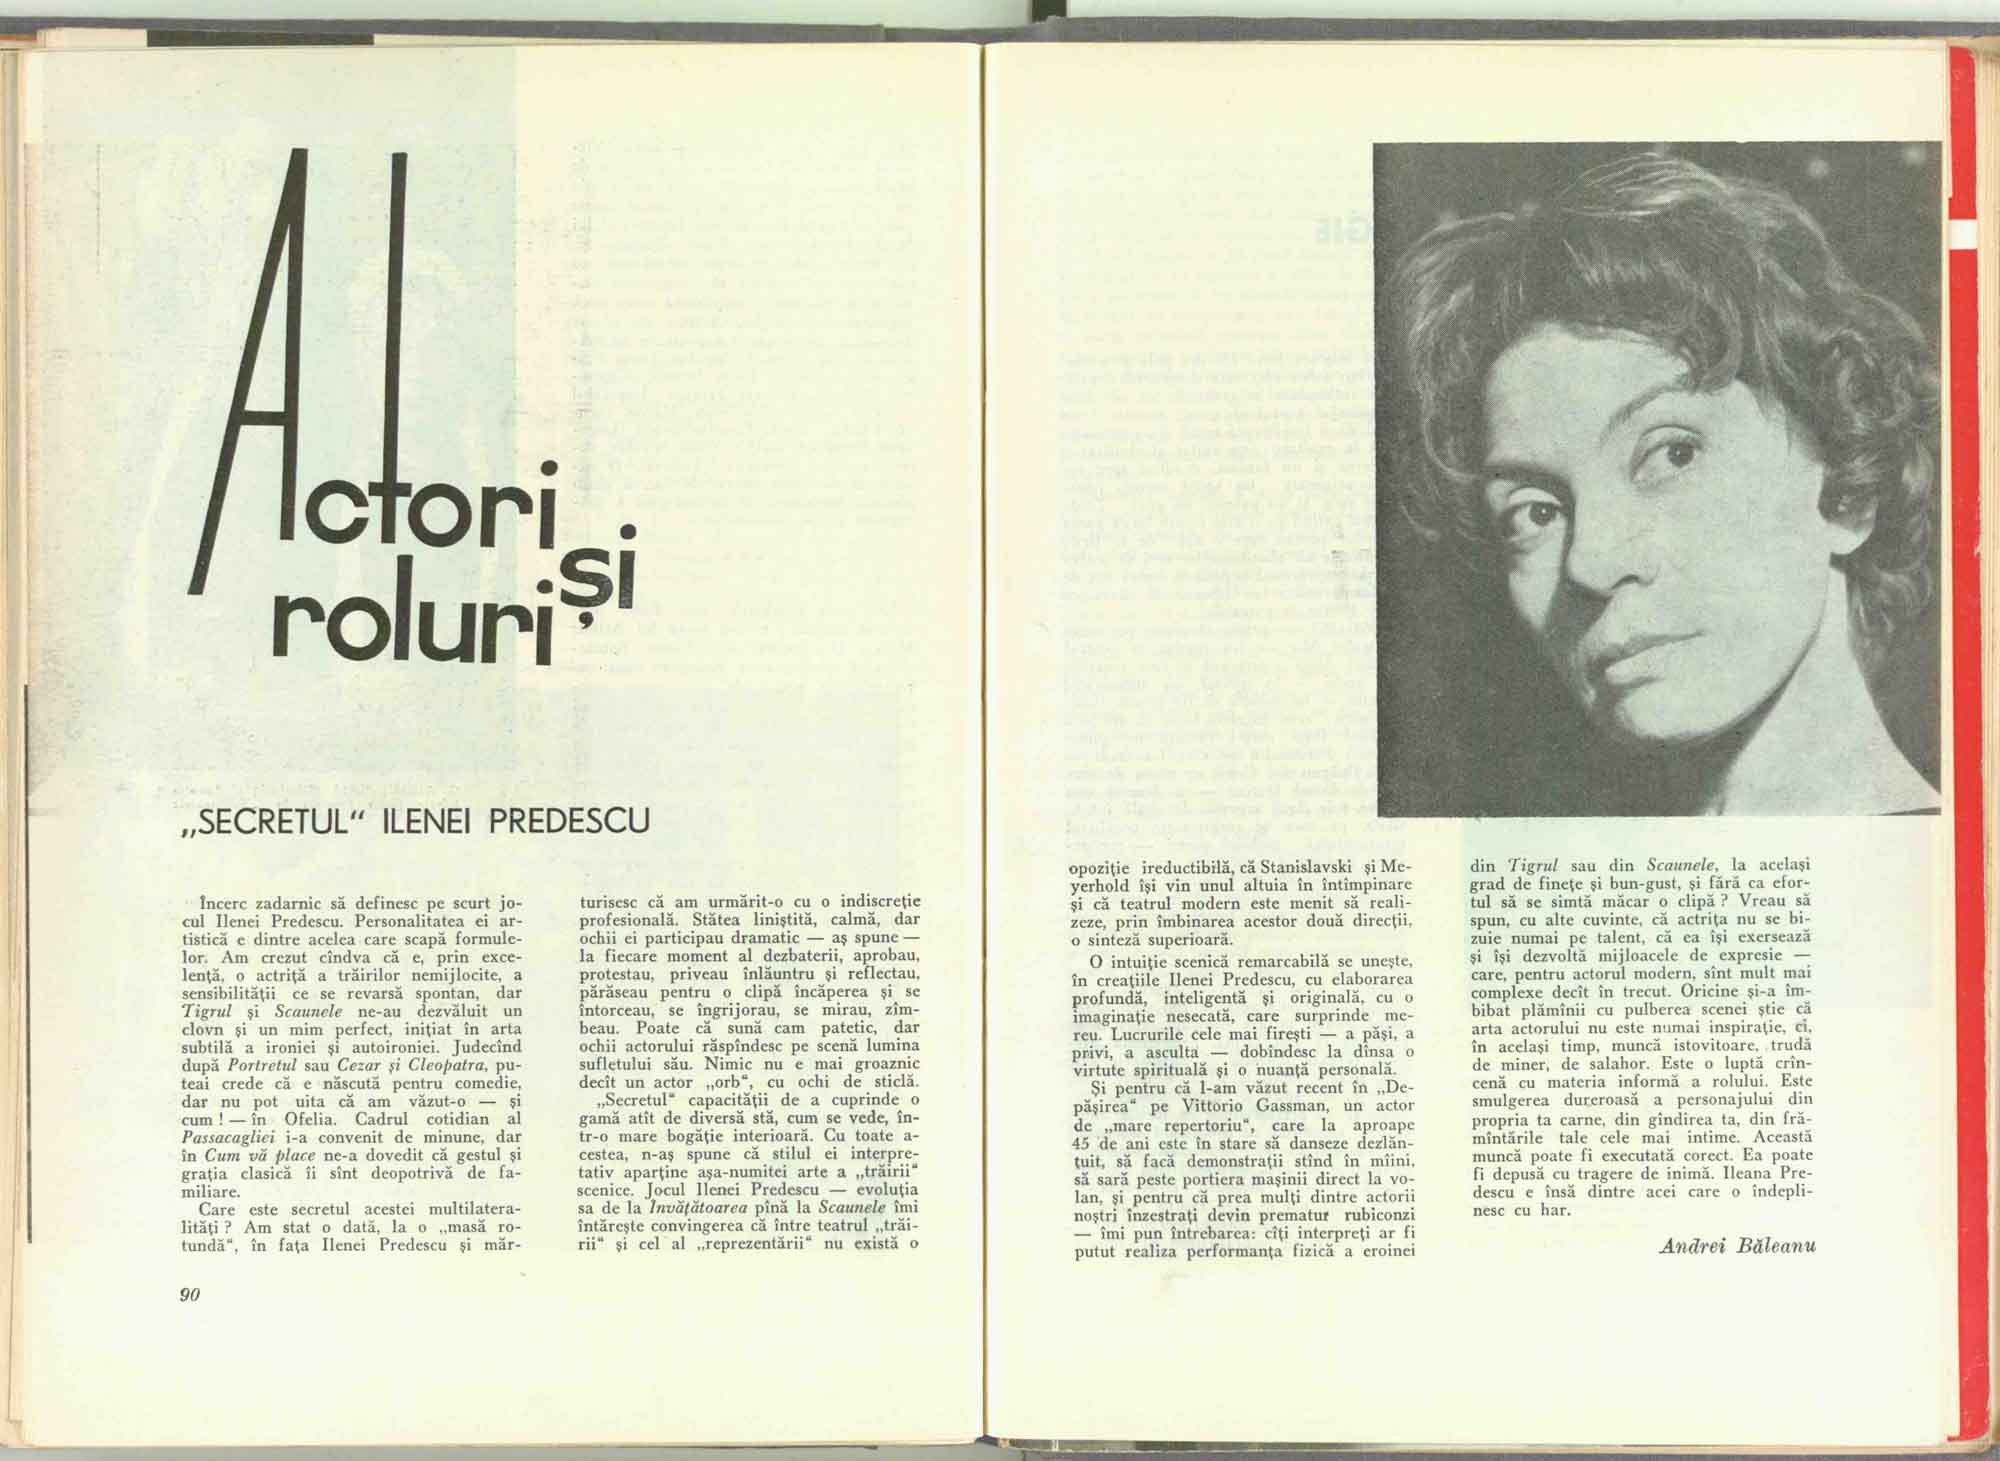 Actori
și
roluri
„SECRETUL“ ILENEI PREDESCU
Încerc zadarnic să definesc pe scurt jo-
cul Ilenei Predescu. Personalitatea ei ar-
tistică e dintre acelea care scapă formule-
lor. Am crezut cîndva că e, prin exce-
lență, o actriță a trăirilor nemijlocite, a
sensibilității ce se revarsă spontan, dar
Tigrul și Scaunele ne-au dezvăluit un
clovn și un mim perfect, inițiat în arta
subtilă a ironiei și autoironiei. Judecînd
după Portretul sau Cezar și Cleopatra, pu-
teai crede că e născută pentru comedie,
dar nu pot uita că am văzut-o — și
cum ! — în Ofelia. Cadrul cotidian al
Passacagliei i-a convenit de minune, dar
în Cum vă place ne-a dovedit că gestul și
grația clasică îi sînt deopotrivă de fa-
miliare.
Care este secretul acestei multilatera-
lități ? Am stat o dată, la o „masă ro-
tundă“, în fața Ilenei Predescu și măr-
turisesc că am urmărit-o cu o indiscreție
profesională. Stătea liniștită, calmă, dar
ochii ei participau dramatic — aș spune —
la fiecare moment al dezbaterii, aprobau,
protestau, priveau înlăuntru și reflectau,
părăseau pentru o clipă încăperea și se
întorceau, se îngrijorau, se mirau, zîm-
beau. Poate că sună cam patetic, dar
ochii actorului răspîndesc pe scenă lumina
sufletului său. Nimic nu e mai groaznic
decît un actor „orb“, cu ochi de sticlă.
„Secretul“ capacității de a cuprinde o
gamă atît de diversă stă, cum se vede, în-
tr-o mare bogăție interioară. Cu toate a-
cestea, n-aș spune că stilul ei interpre-
tativ aparține așa-numitei arte a „trăirii“
scenice. Jocul Ilenei Predescu — evoluția
sa de la Învățătoarea pînă la Scaunele îmi
întărește convingerea că între teatrul „trăi-
rii“ și cel al „reprezentării“ nu există o
90
opoziție ireductibilă, că Stanislavski și Me-
yerhold își vin unul altuia în întîmpinare
și că teatrul modern este menit să reali-
zeze, prin îmbinarea acestor două direcții,
o sinteză superioară.
O intuiție scenică remarcabilă se unește,
în creațiile Ilenei Predescu, cu elaborarea
profundă, inteligentă și originală, cu o
imaginație nesecată, care surprinde me-
reu. Lucrurile cele mai firești — a păși, a
privi, a asculta — dobîndesc la dînsa o
virtute spirituală și o nuanță personală.
Și pentru că l-am văzut recent în „De-
pășirea“ pe Vittorio Gassman, un actor
de „mare repertoriu“, care la aproape
45 de ani este în stare să danseze dezlăn-
țuit, să facă demonstrații stînd în mîini,
să sară peste portiera mașinii direct la vo-
lan, și pentru că prea mulți dintre actorii
noștri înzestrați devin prematur rubiconzi
— îmi pun întrebarea: cîți interpreți ar fi
putut realiza performanța fizică a eroinei
din Tigrul sau din Scaunele, la același
grad de finețe și bun-gust, și fără ca efor-
tul să se simtă măcar o clipă ? Vreau să
spun, cu alte cuvinte, că actrița nu se bi-
zuie numai pe talent, că ea își exersează
și își dezvoltă mijloacele de expresie —
care, pentru actorul modern, sînt mult mai
complexe decît în trecut. Oricine și-a îm-
bibat plămînii cu pulberea scenei știe că
arta actorului nu este numai inspirație, ci,
în același timp, muncă istovitoare, trudă
de miner, de salahor. Este o luptă crîn-
cenă cu materia informă a rolului. Este
smulgerea dureroasă a personajului din
propria ta carne, din gîndirea ta, din fră-
mîntările tale cele mai intime. Această
muncă poate fi executată corect. Ea poate
fi depusă cu tragere de inimă. Ileana Pre-
descu e însă dintre acei care o îndepli-
nesc cu har.
Andrei Băleanu